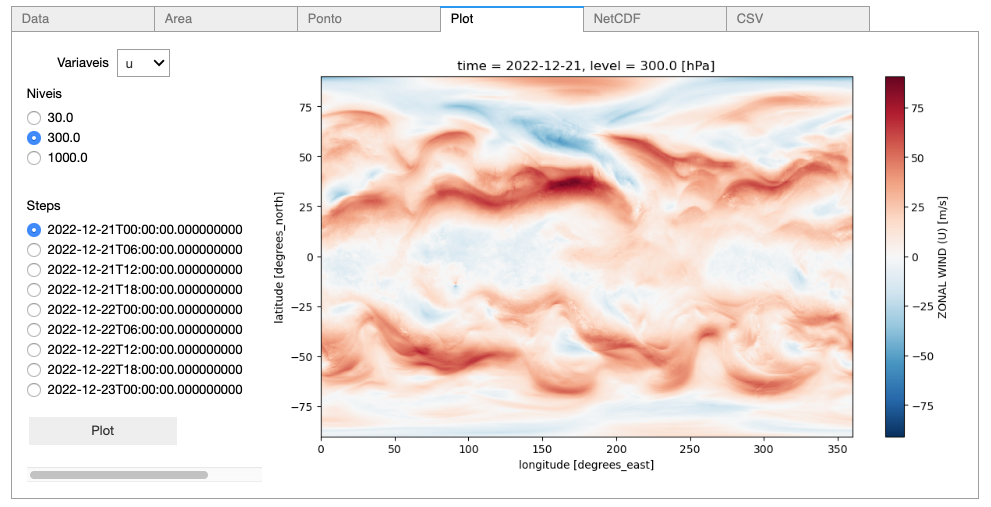 Data Area Ponto Plot NetCDF CSV
Variaveis u
Niveis
30.0
300.0
1000.0
Steps
2022-12-21T00:00:00.000000000
2022-12-21T06:00:00.000000000
2022-12-21T12:00:00.000000000
2022-12-21T18:00:00.000000000
2022-12-22T00:00:00.000000000
2022-12-22T06:00:00.000000000
2022-12-22T12:00:00.000000000
2022-12-22T18:00:00.000000000
2022-12-23T00:00:00.000000000
Plot
time = 2022-12-21, level = 300.0 [hPa]
latitude [degrees_north]
75
50
25
0
−25
−50
−75
0 50 100 150 200 250 300 350
longitude [degrees_east]
75
50
25
0
−25
−50
−75
ZONAL WIND (U) [m/s]